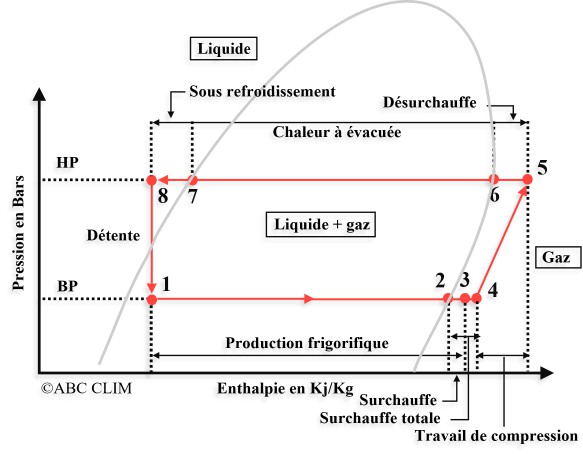 Liquide
Sous refroidissement
Désurchauffe
Chaleur à évacuée
HP
5
8
7
6
Pression en Bars
Détente
Liquide + gaz
Gaz
BP
1
2
3
4
Production frigorifique
©ABC CLIM
Enthalpie en Kj/Kg
Surchauffe
Surchauffe totale
Travail de compression